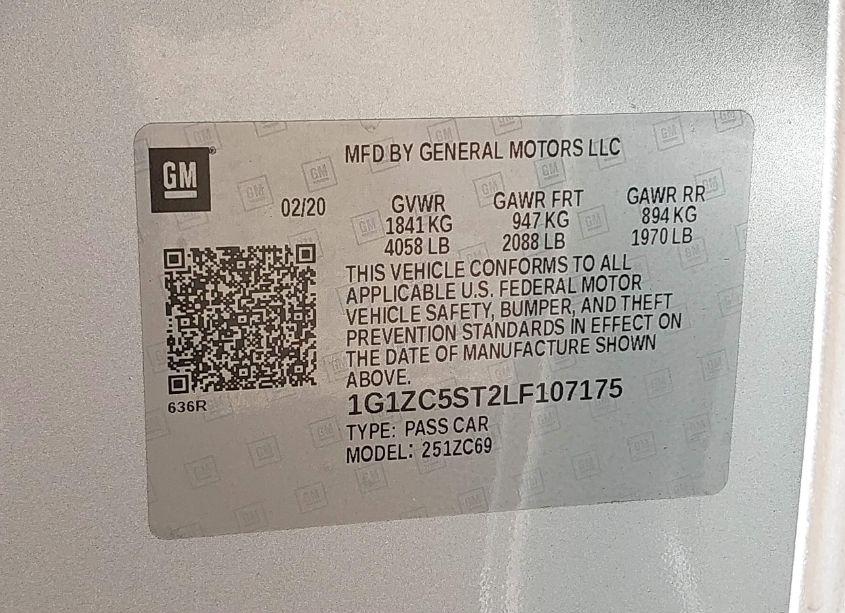 GM
MFD BY GENERAL MOTORS LLC
02/20
GVWR GAWR FRT GAWR RR
1841 KG 947 KG 894 KG
4058 LB 2088 LB 1970 LB
THIS VEHICLE CONFORMS TO ALL
APPLICABLE U.S. FEDERAL MOTOR
VEHICLE SAFETY, BUMPER, AND THEFT
PREVENTION STANDARDS IN EFFECT ON
THE DATE OF MANUFACTURE SHOWN
ABOVE.
636R
1G1ZC5ST2LF107175
TYPE: PASS CAR
MODEL: 251ZC69